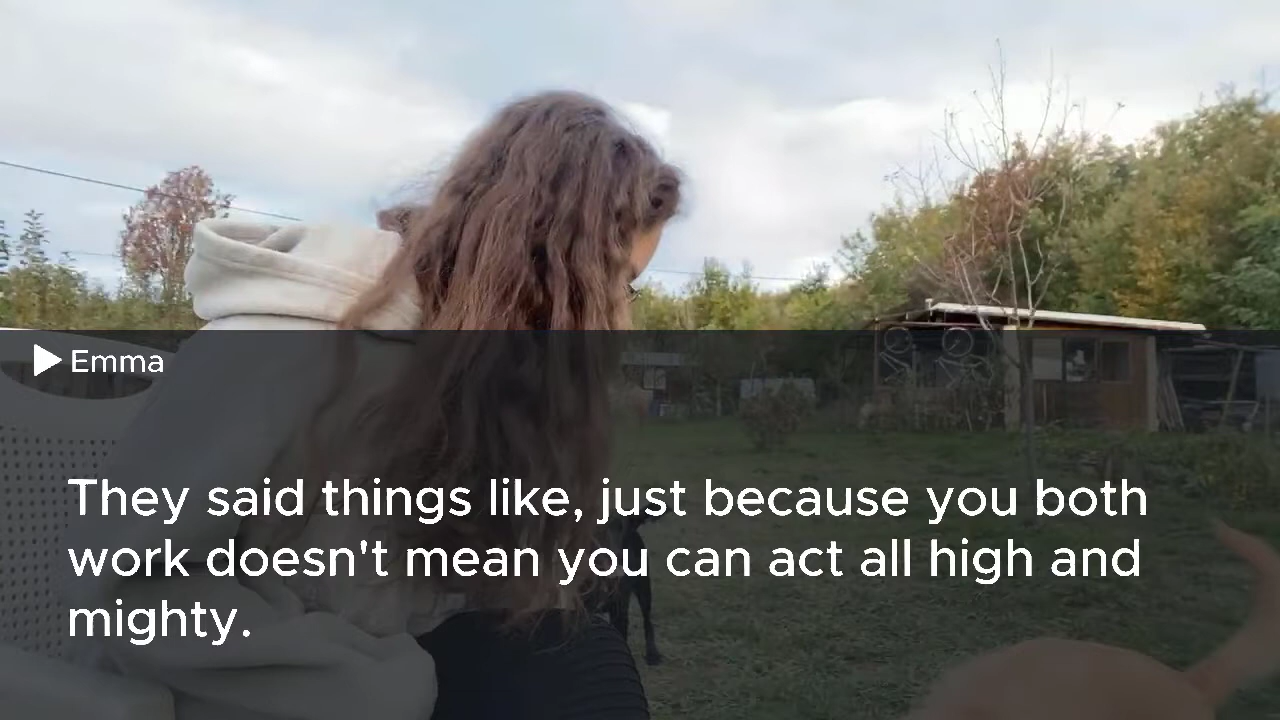 Emma
They said things like, just because you both
work doesn't mean you can act all high and
mighty.